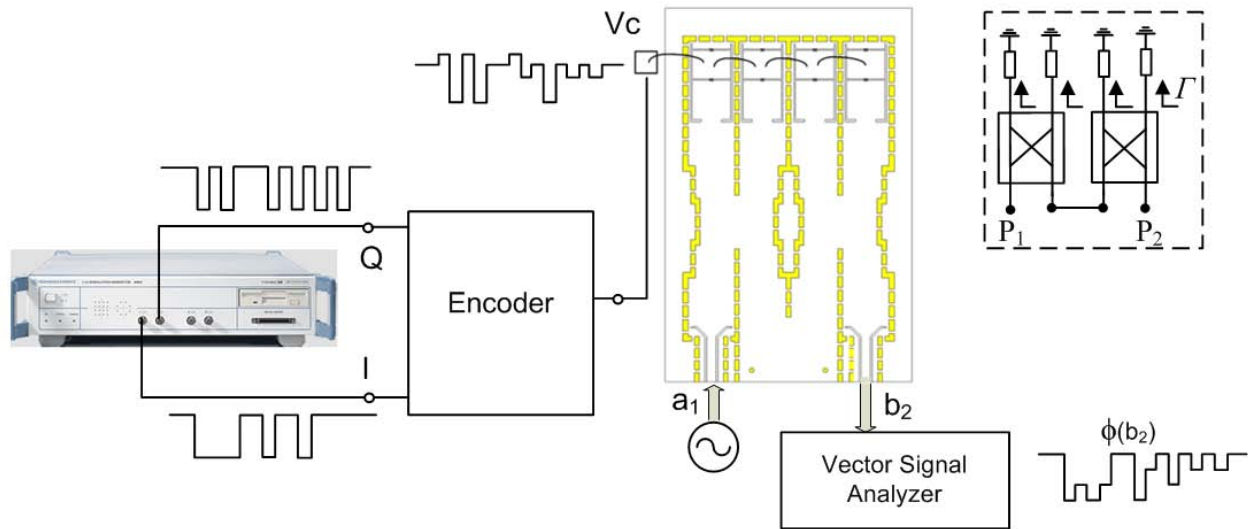 Vc
Γ
P1
P2
Q
Encoder
I
a1
b2
ϕ(b2)
Vector Signal
Analyzer